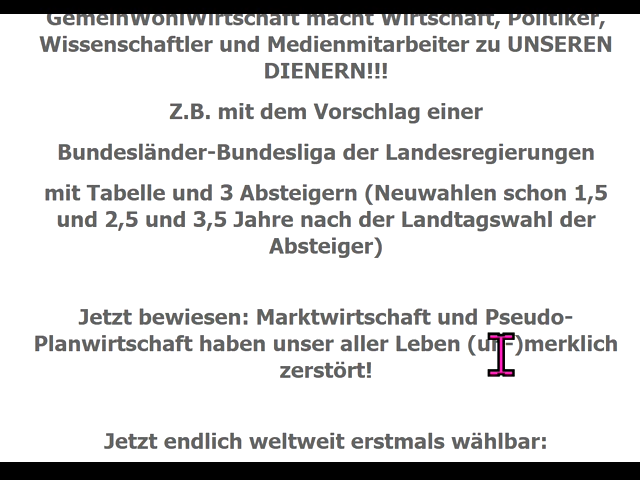 GemeinWohlWirtschaft macht Wirtschaft, Politiker,
Wissenschaftler und Medienmitarbeiter zu UNSEREN
DIENERN!!!
Z.B. mit dem Vorschlag einer
Bundesländer-Bundesliga der Landesregierungen
mit Tabelle und 3 Absteigern (Neuwahlen schon 1,5
und 2,5 und 3,5 Jahre nach der Landtagswahl der
Absteiger)
Jetzt bewiesen: Marktwirtschaft und Pseudo-
Planwirtschaft haben unser aller Leben (un-)merklich
zerstört!
Jetzt endlich weltweit erstmals wählbar: